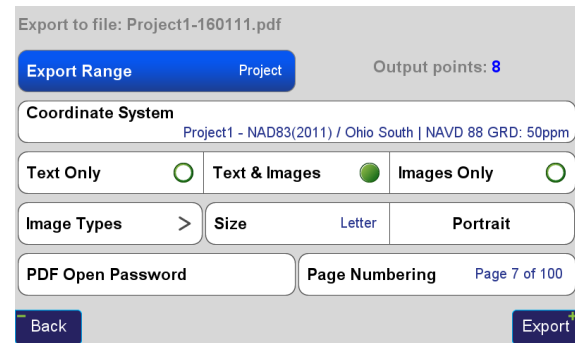 Export to file: Project1-160111.pdf
Export Range Project Output points: 8
Coordinate System
Project1 - NAD83(2011) / Ohio South | NAVD 88 GRD: 50ppm
Text Only Text & Images Images Only
Image Types > Size Letter Portrait
PDF Open Password Page Numbering Page 7 of 100
Back Export